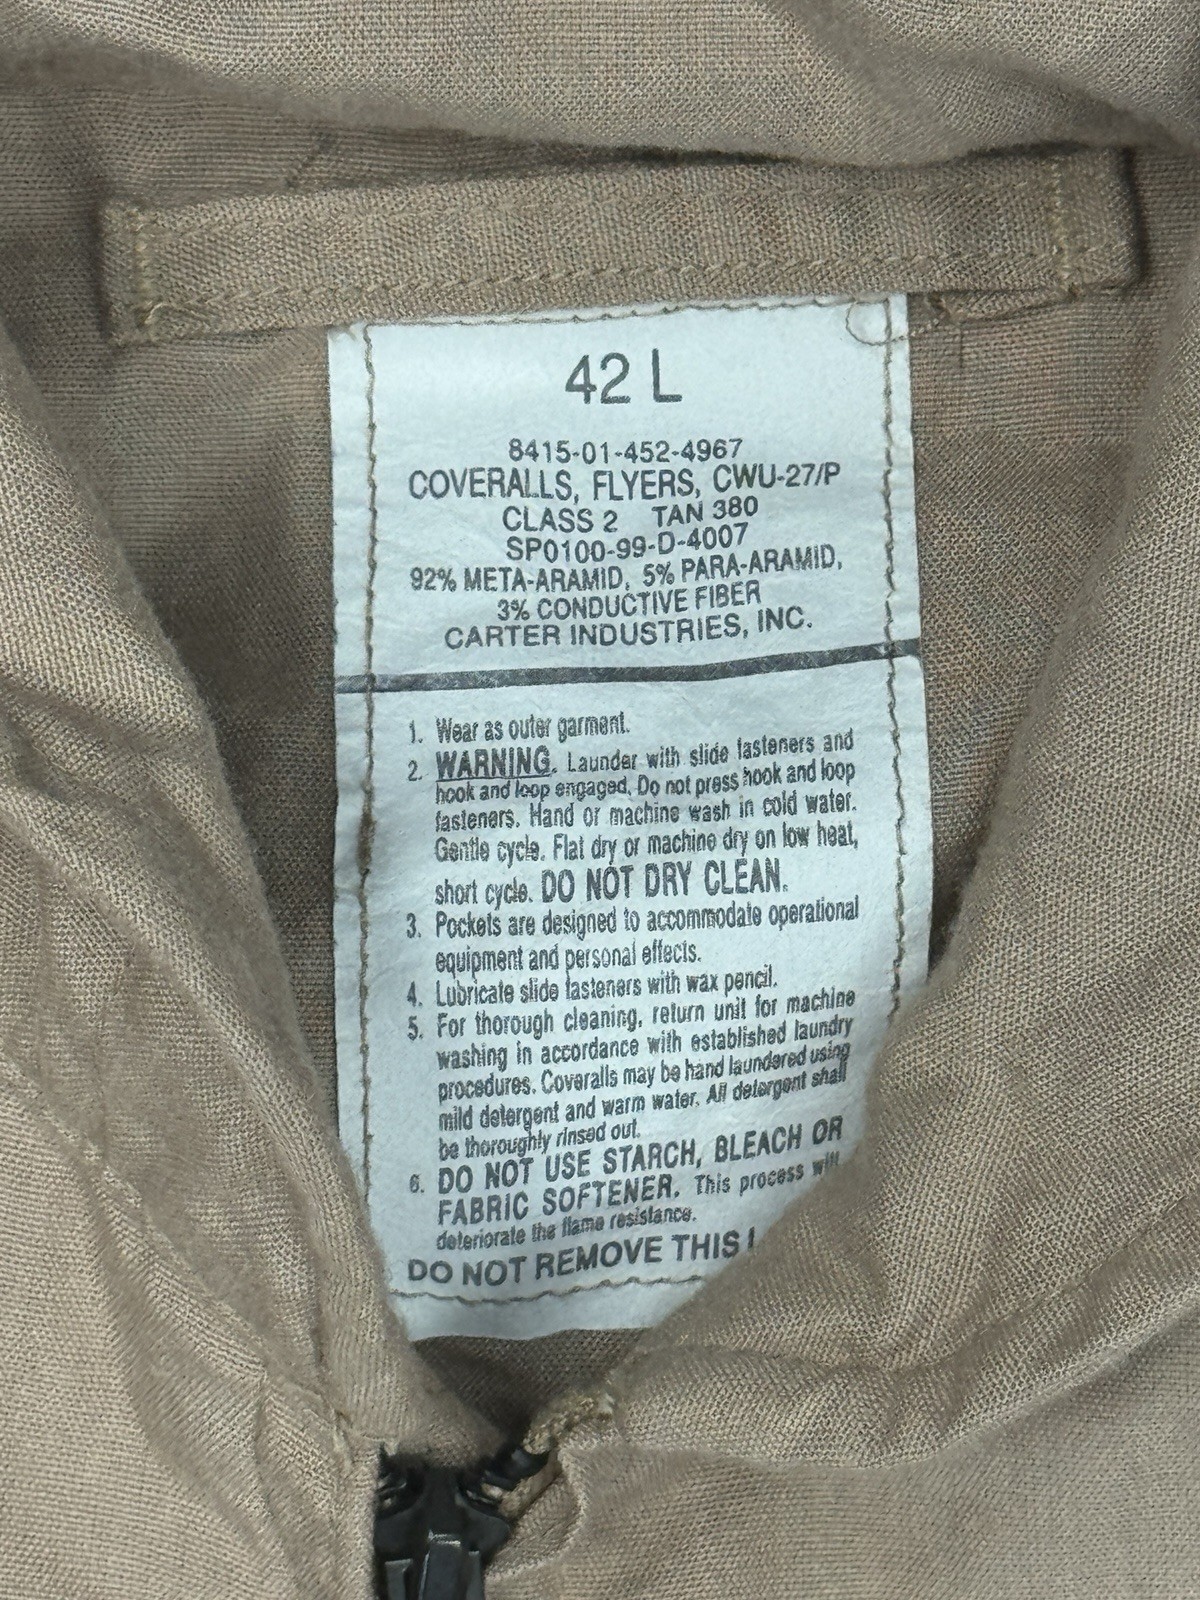 42 L
8415-01-452-4967
COVERALLS, FLYERS, CWU-27/P
CLASS 2 TAN 380
SP0100-99-D-4007
92% META-ARAMID, 5% PARA-ARAMID,
3% CONDUCTIVE FIBER
CARTER INDUSTRIES, INC.
1. Wear as outer garment.
2. WARNING. Launder with slide fasteners and
hook and loop engaged. Do not press hook and loop
fasteners. Hand or machine wash in cold water.
Gentle cycle. Flat dry or machine dry on low heat,
short cycle. DO NOT DRY CLEAN.
3. Pockets are designed to accommodate operational
equipment and personal effects.
4. Lubricate slide fasteners with wax pencil.
5. For thorough cleaning, return unit for machine
washing in accordance with established laundry
procedures. Coveralls may be hand laundered using
mild detergent and warm water. All detergent shall
be thoroughly rinsed out.
6. DO NOT USE STARCH, BLEACH OR
FABRIC SOFTENER. This process will
deteriorate the flame resistance.
DO NOT REMOVE THIS